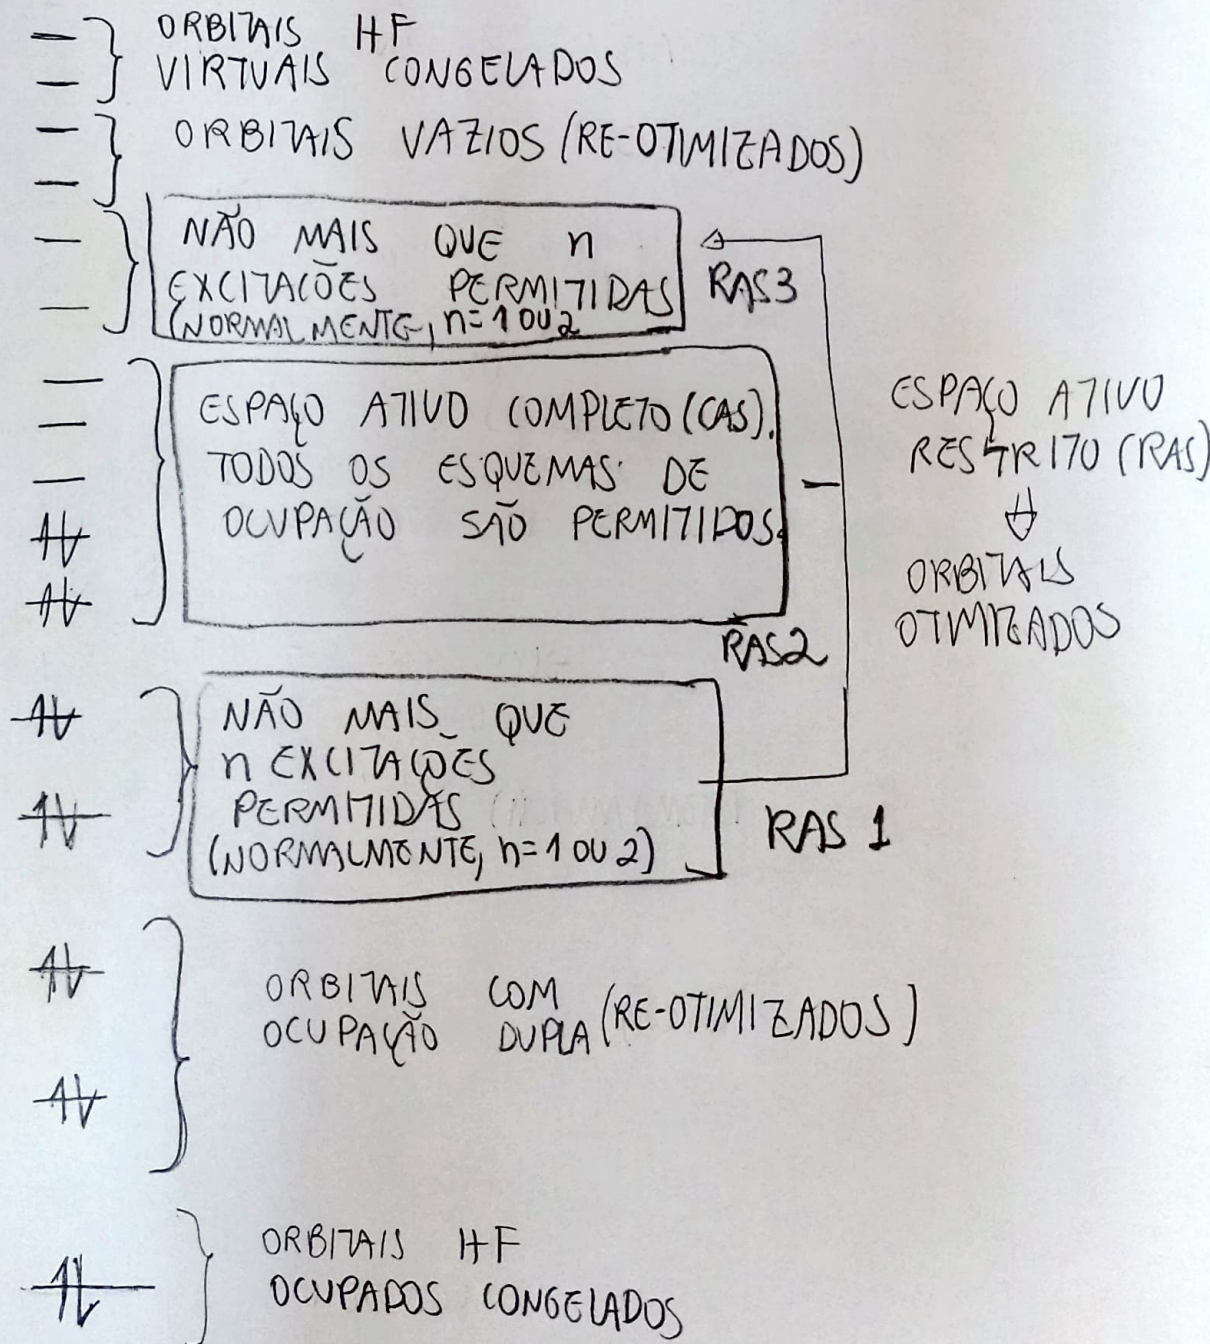 ORBITAIS HF
VIRTUAIS CONGELADOS
ORBITAIS VAZIOS (RE-OTIMIZADOS)
NÃO MAIS QUE n
EXCITACÕES PERMITIDAS
(NORMALMENTE, n=1 OU 2
RAS3
ESPAÇO ATIVO COMPLETO (CAS).
TODOS OS ESQUEMAS DE
OCUPAÇÃO SÃO PERMITIDOS.
RAS2
ESPAÇO ATIVO
RESTRITO (RAS)
ORBITAIS
OTIMIZADOS
NÃO MAIS QUE
n EXCITAÇÕES
PERMITIDAS
(NORMALMENTE, n=1 OU 2)
RAS 1
ORBITAIS COM (RE-OTIMIZADOS)
OCUPAÇÃO DUPLA
ORBITAIS HF
OCUPADOS CONGELADOS